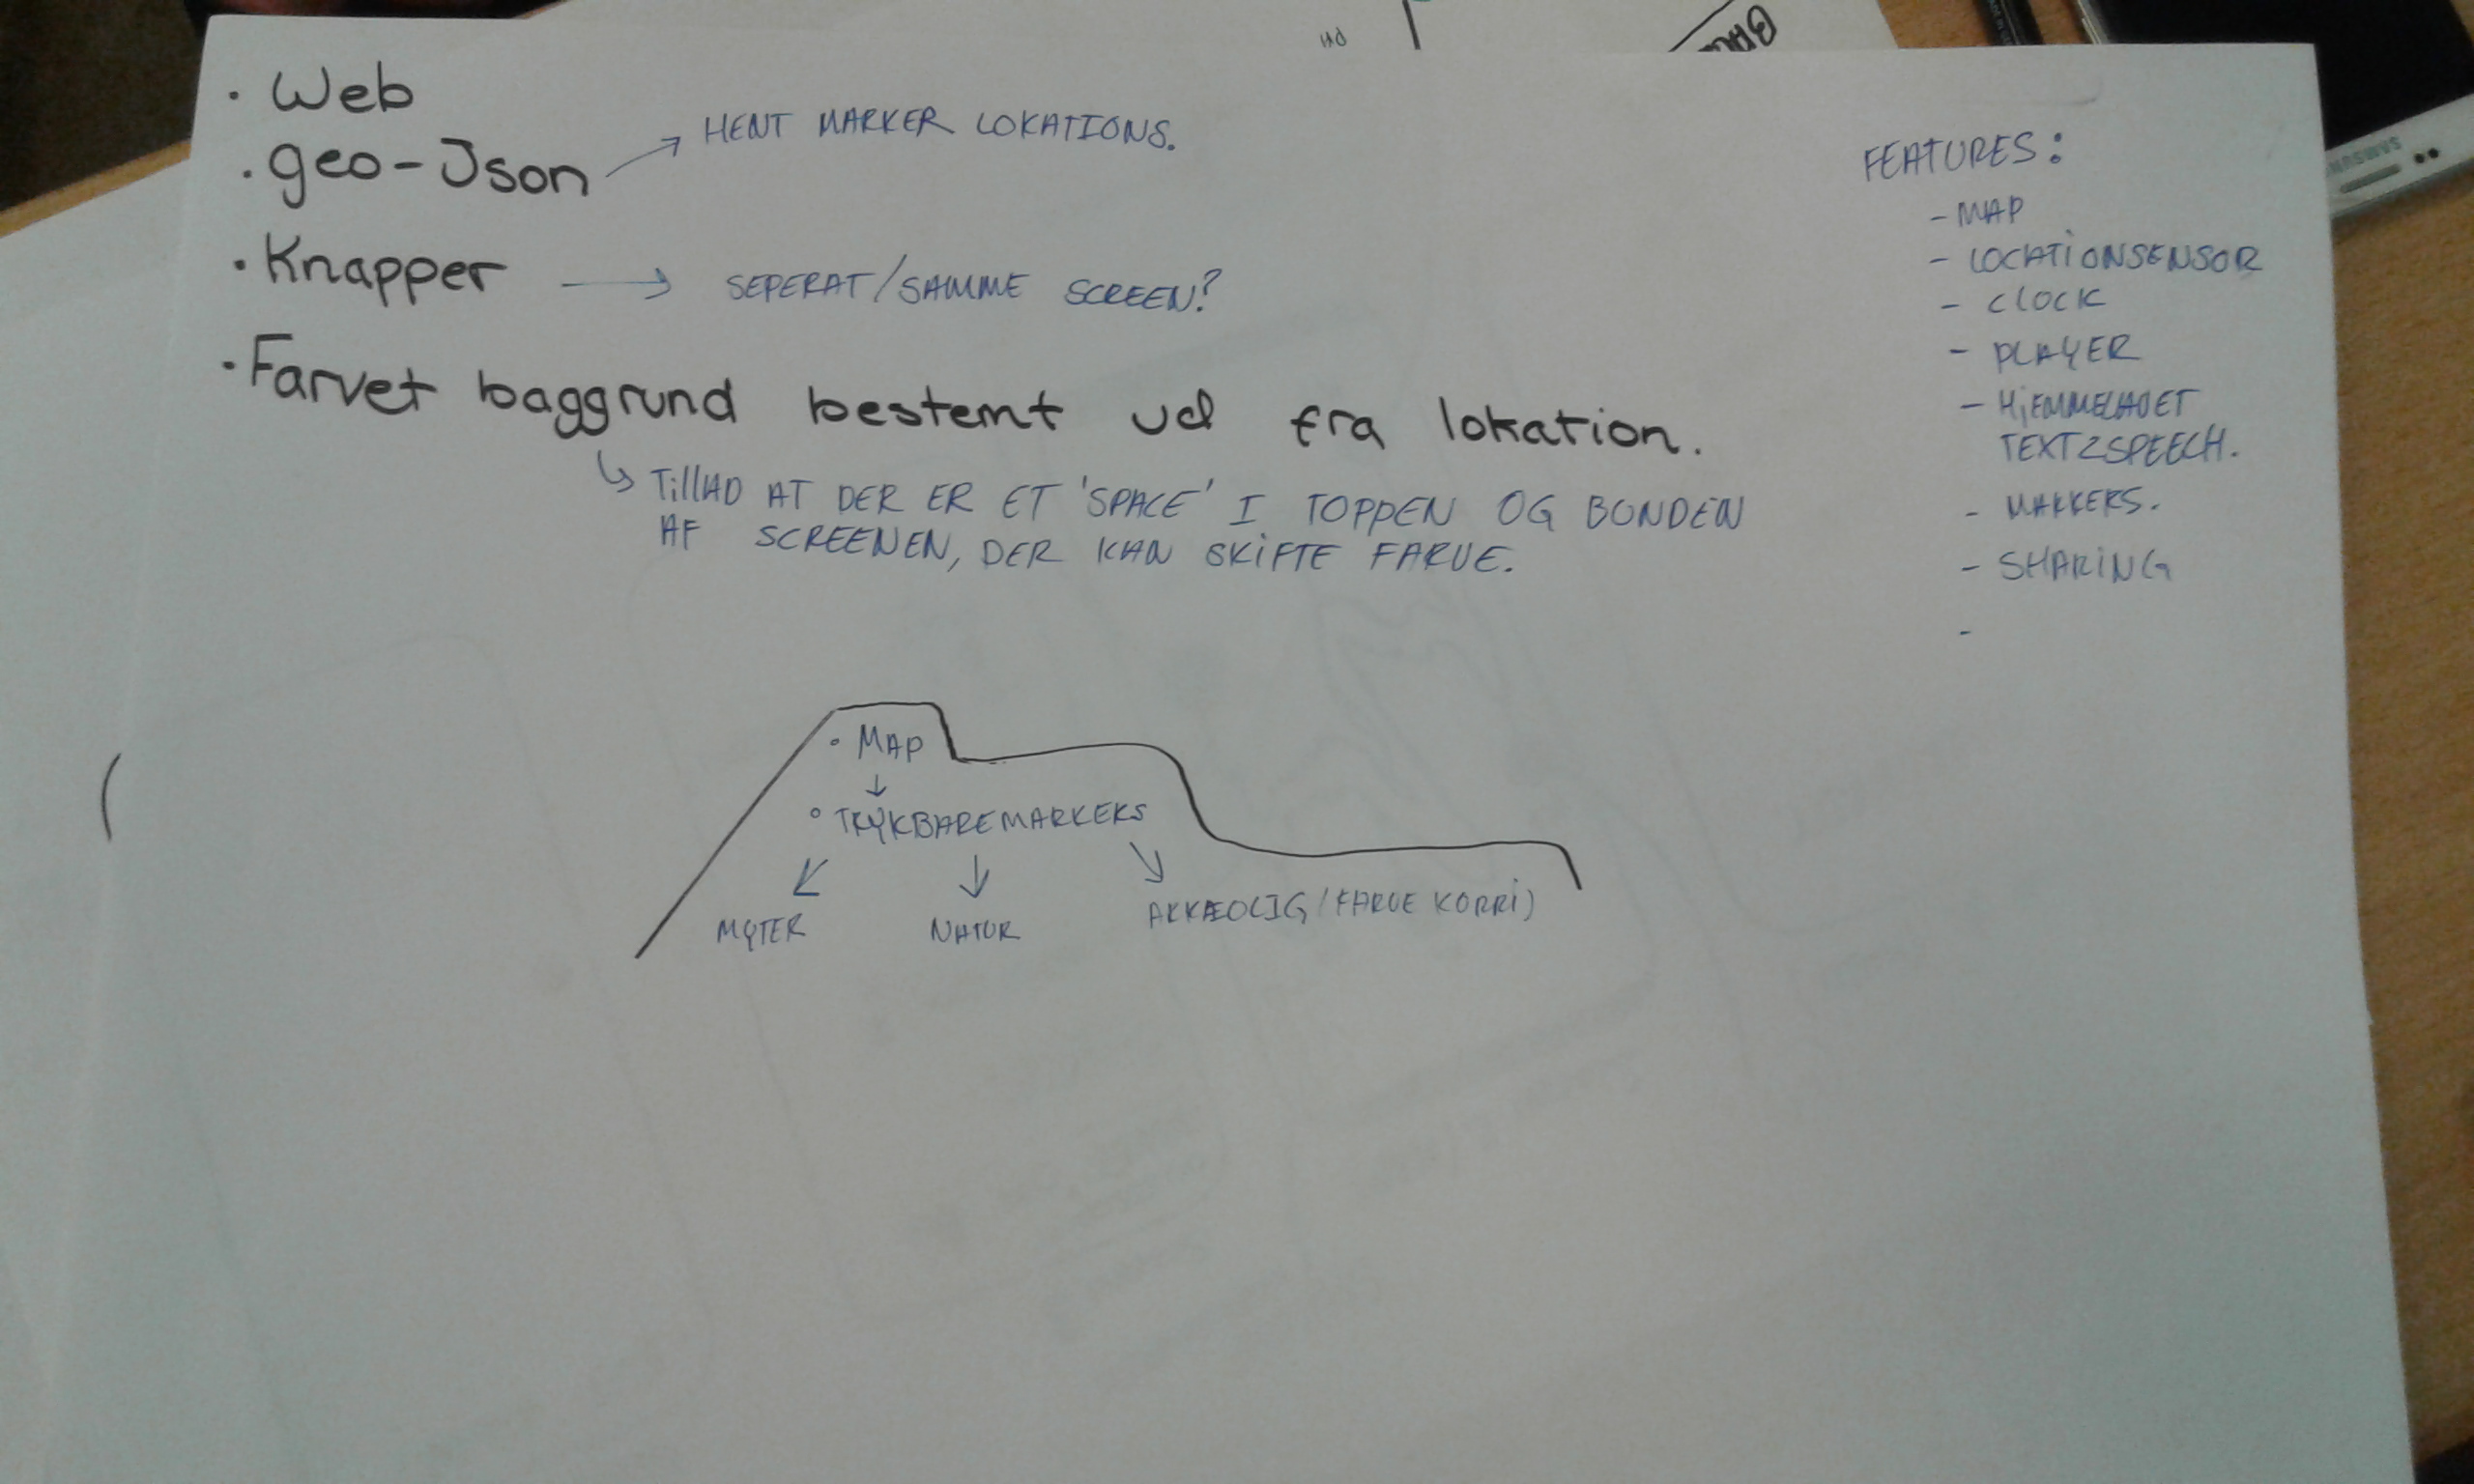 · Web
· geo-Json
HENT MARKER LOKATIONS.
· Knapper
SEPERAT/SAMME SCREEN?
· Farvet baggrund bestemt ud fra lokation.
TillAD AT DER ER ET 'SPACE' I TOPPEN OG BUNDEN
AF SCREENEN, DER KAN SKIFTE FARVE.
FEATURES:
- MAP
- LOCATIONSENSOR
- CLOCK
- PLAYER
- HJEMMELAVET
TEXT2SPEECH.
- MARKERS.
- SHARING
-
· MAP
· TRYKBAREMARKERS
MYTER
NATUR
ARKÆOLIG (FARVE KORRI)
SAMSUNG